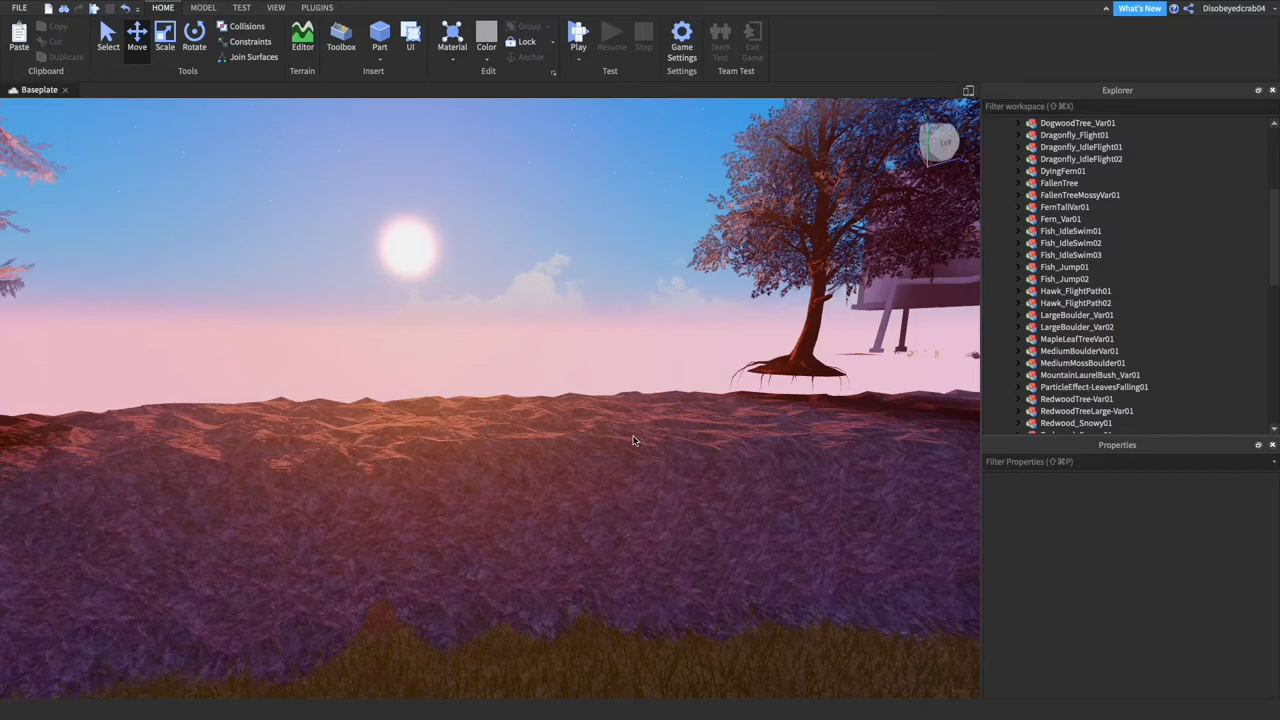 FILE HOME MODEL TEST VIEW PLUGINS What's New Disobeyedcrab04
Paste Copy Cut Duplicate
Select Move Scale Rotate Collisions Constraints Join Surfaces
Editor Toolbox Part UI
Material Color Group Lock Anchor
Play Resume Stop
Game Settings Team Test Exit Game
Clipboard Tools Terrain Insert Edit Test Settings Team Test
Baseplate
Left
Explorer
Filter workspace (⇧⌘X)
DogwoodTree_Var01
Dragonfly_Flight01
Dragonfly_IdleFlight01
Dragonfly_IdleFlight02
DyingFern01
FallenTree
FallenTreeMossyVar01
FernTallVar01
Fern_Var01
Fish_IdleSwim01
Fish_IdleSwim02
Fish_IdleSwim03
Fish_Jump01
Fish_Jump02
Hawk_FlightPath01
Hawk_FlightPath02
LargeBoulder_Var01
LargeBoulder_Var02
MapleLeafTreeVar01
MediumBoulderVar01
MediumMossBoulder01
MountainLaurelBush_Var01
ParticleEffect-LeavesFalling01
RedwoodTree-Var01
RedwoodTreeLarge-Var01
Redwood_Snowy01
Properties
Filter Properties (⇧⌘P)